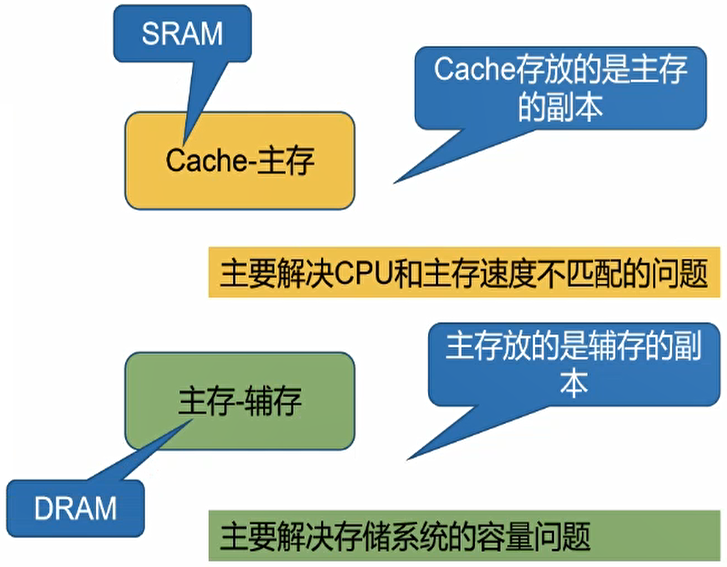 SRAM
Cache存放的是主存
的副本
Cache-主存
主要解决CPU和主存速度不匹配的问题
主存放的是辅存的副
本
主存-辅存
DRAM
主要解决存储系统的容量问题